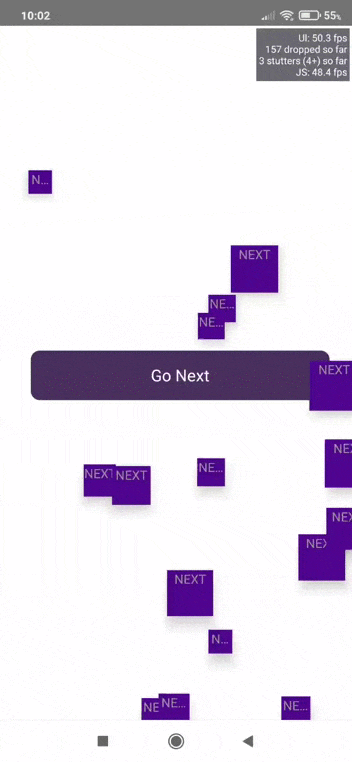 10:02
55%
UI: 50.3 fps
157 dropped so far
3 stutters (4+) so far
JS: 48.4 fps
N...
NEXT
NE...
NE...
Go Next
NEXT
NE
NEXT
NEXT
NE...
NEX
NEXT
N...
NE
NE...
NE...